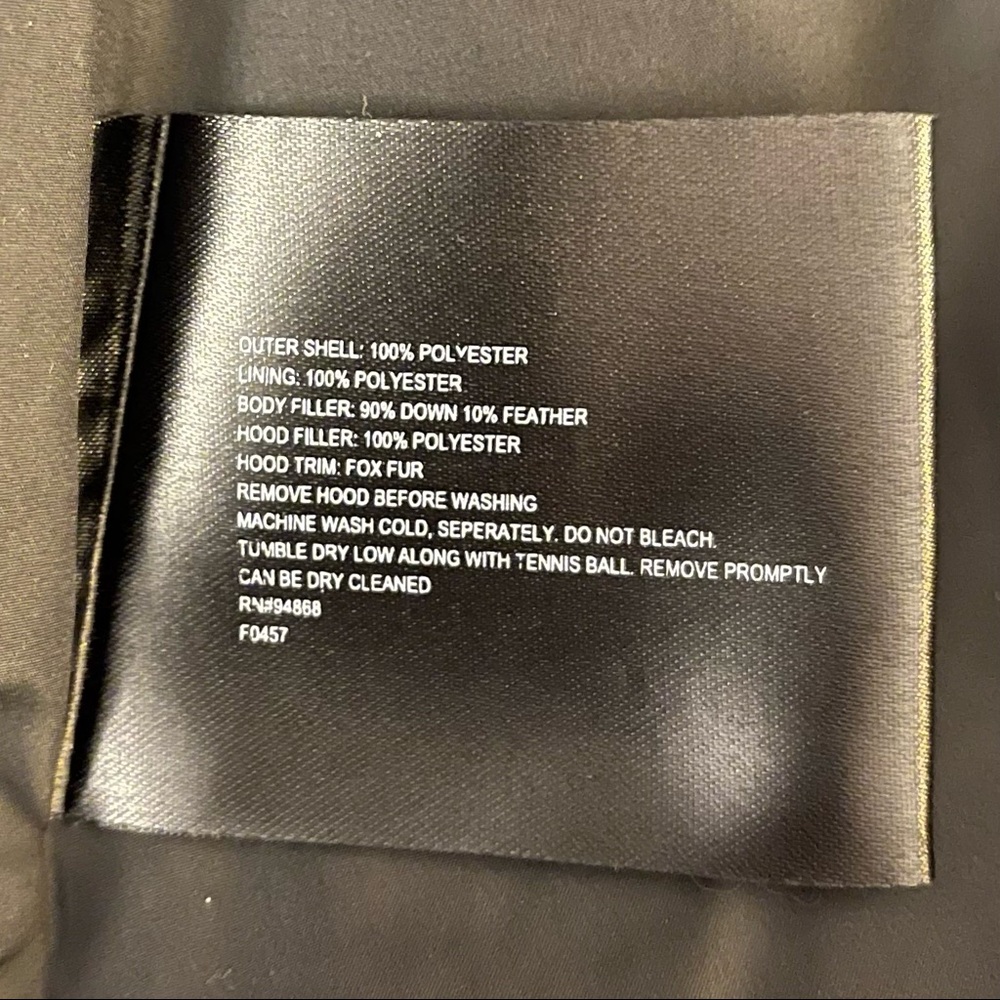 OUTER SHELL: 100% POLYESTER
LINING: 100% POLYESTER
BODY FILLER: 90% DOWN 10% FEATHER
HOOD FILLER: 100% POLYESTER
HOOD TRIM: FOX FUR
REMOVE HOOD BEFORE WASHING
MACHINE WASH COLD, SEPERATELY. DO NOT BLEACH.
TUMBLE DRY LOW ALONG WITH TENNIS BALL. REMOVE PROMPTLY
CAN BE DRY CLEANED
RN#94868
F0457